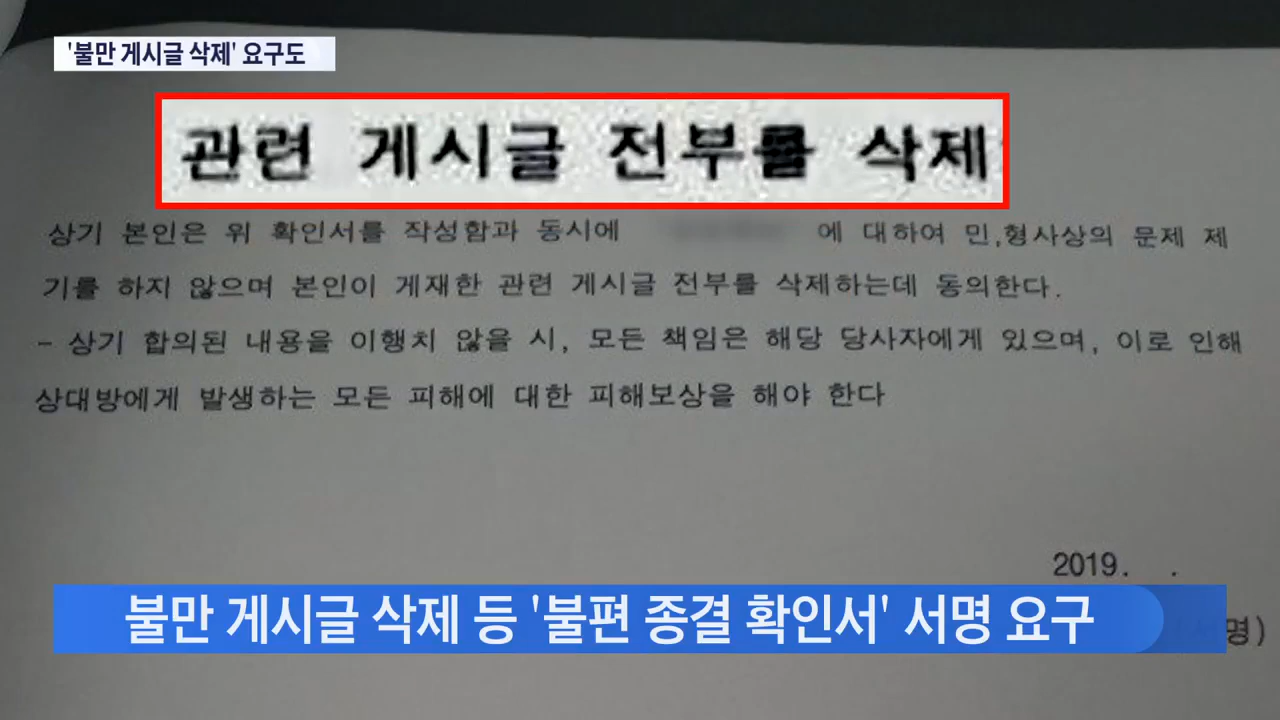 '불만 게시글 삭제' 요구도
관련 게시글 전부를 삭제
상기 본인은 위 확인서를 작성함과 동시에 에 대하여 민,형사상의 문제 제
기를 하지 않으며 본인이 게재한 관련 게시글 전부를 삭제하는데 동의한다.
- 상기 합의된 내용을 이행치 않을 시, 모든 책임은 해당 당사자에게 있으며, 이로 인해
상대방에게 발생하는 모든 피해에 대한 피해보상을 해야 한다
2019. .
불만 게시글 삭제 등 '불편 종결 확인서' 서명 요구
명)